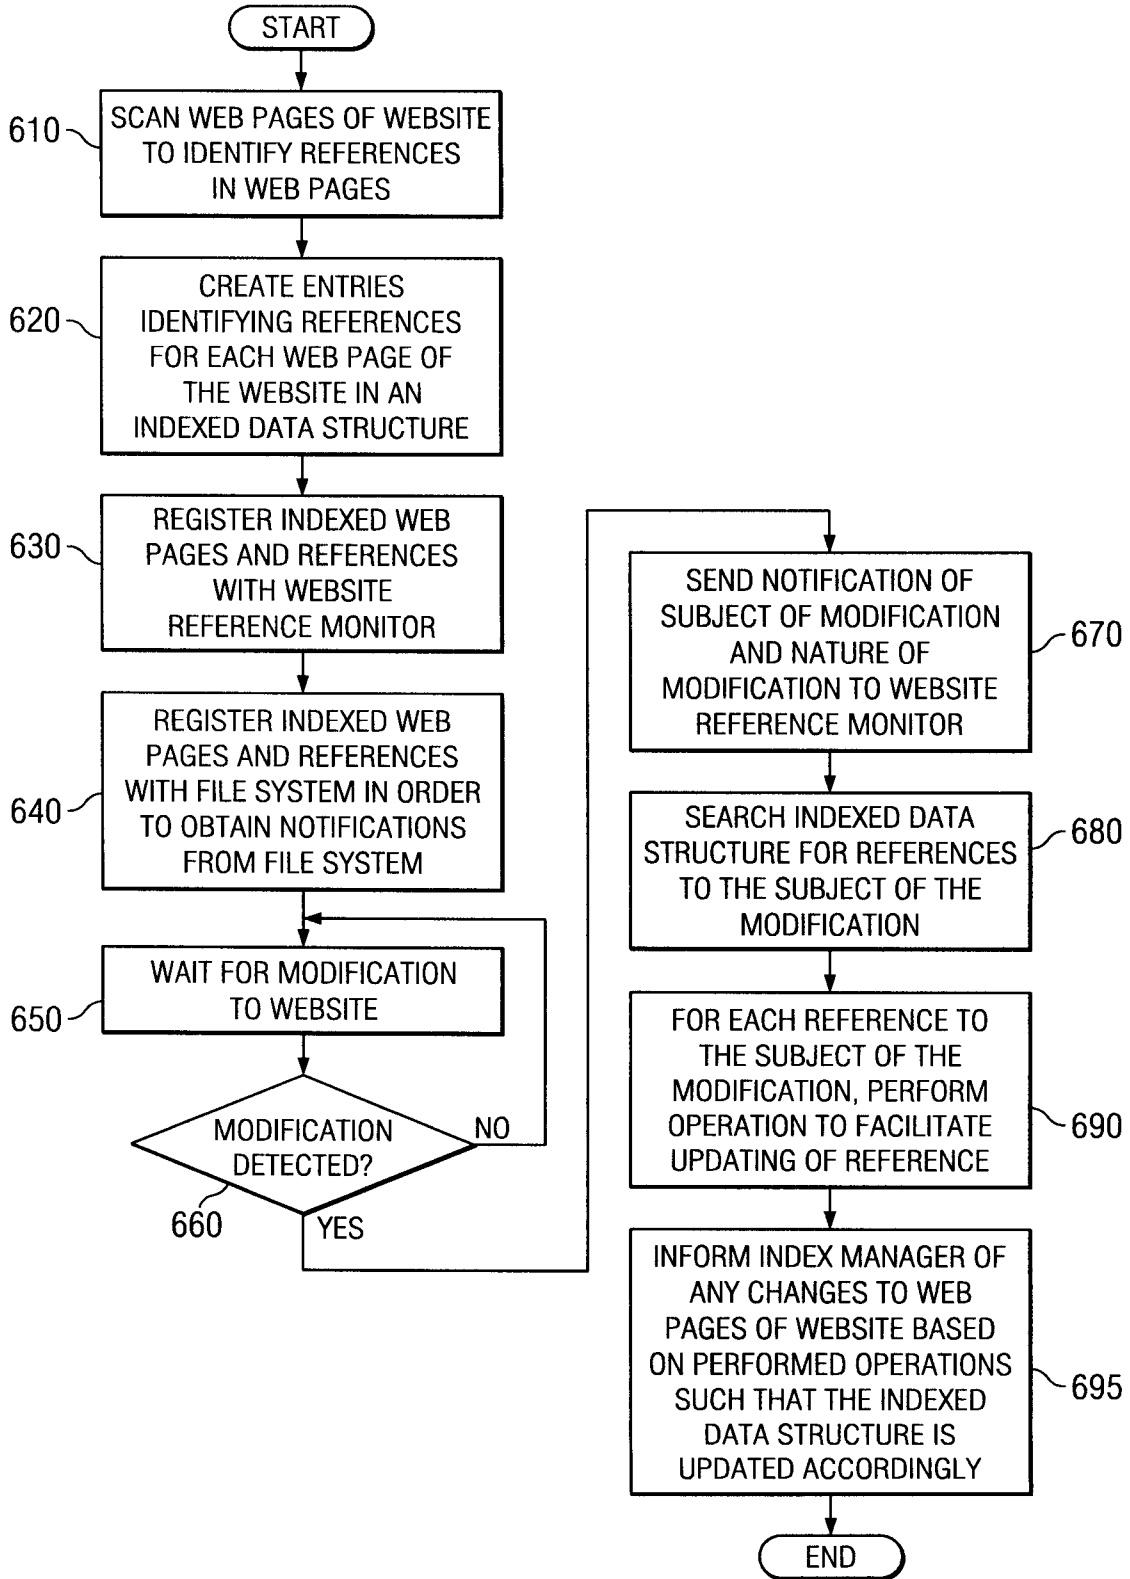 START
610
SCAN WEB PAGES OF WEBSITE
TO IDENTIFY REFERENCES
IN WEB PAGES
620
CREATE ENTRIES
IDENTIFYING REFERENCES
FOR EACH WEB PAGE OF
THE WEBSITE IN AN
INDEXED DATA STRUCTURE
630
REGISTER INDEXED WEB
PAGES AND REFERENCES
WITH WEBSITE
REFERENCE MONITOR
640
REGISTER INDEXED WEB
PAGES AND REFERENCES
WITH FILE SYSTEM IN ORDER
TO OBTAIN NOTIFICATIONS
FROM FILE SYSTEM
650
WAIT FOR MODIFICATION
TO WEBSITE
MODIFICATION
DETECTED?
NO
660
YES
SEND NOTIFICATION OF
SUBJECT OF MODIFICATION
AND NATURE OF
MODIFICATION TO WEBSITE
REFERENCE MONITOR
670
SEARCH INDEXED DATA
STRUCTURE FOR REFERENCES
TO THE SUBJECT OF THE
MODIFICATION
680
FOR EACH REFERENCE TO
THE SUBJECT OF THE
MODIFICATION, PERFORM
OPERATION TO FACILITATE
UPDATING OF REFERENCE
690
INFORM INDEX MANAGER OF
ANY CHANGES TO WEB
PAGES OF WEBSITE BASED
ON PERFORMED OPERATIONS
SUCH THAT THE INDEXED
DATA STRUCTURE IS
UPDATED ACCORDINGLY
695
END